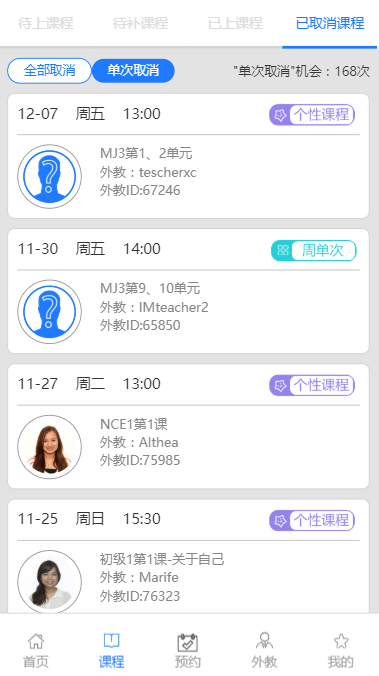 待上课程 待补课程 已上课程 已取消课程
全部取消 单次取消 "单次取消"机会：168次
12-07 周五 13:00 个性课程
MJ3第1、2单元
外教：tescherxc
外教ID:67246
11-30 周五 14:00 周单次
MJ3第9、10单元
外教：IMteacher2
外教ID:65850
11-27 周二 13:00 个性课程
NCE1第1课
外教：Althea
外教ID:75985
11-25 周日 15:30 个性课程
初级1第1课-关于自己
外教：Marife
外教ID:76323
首页 课程 预约 外教 我的